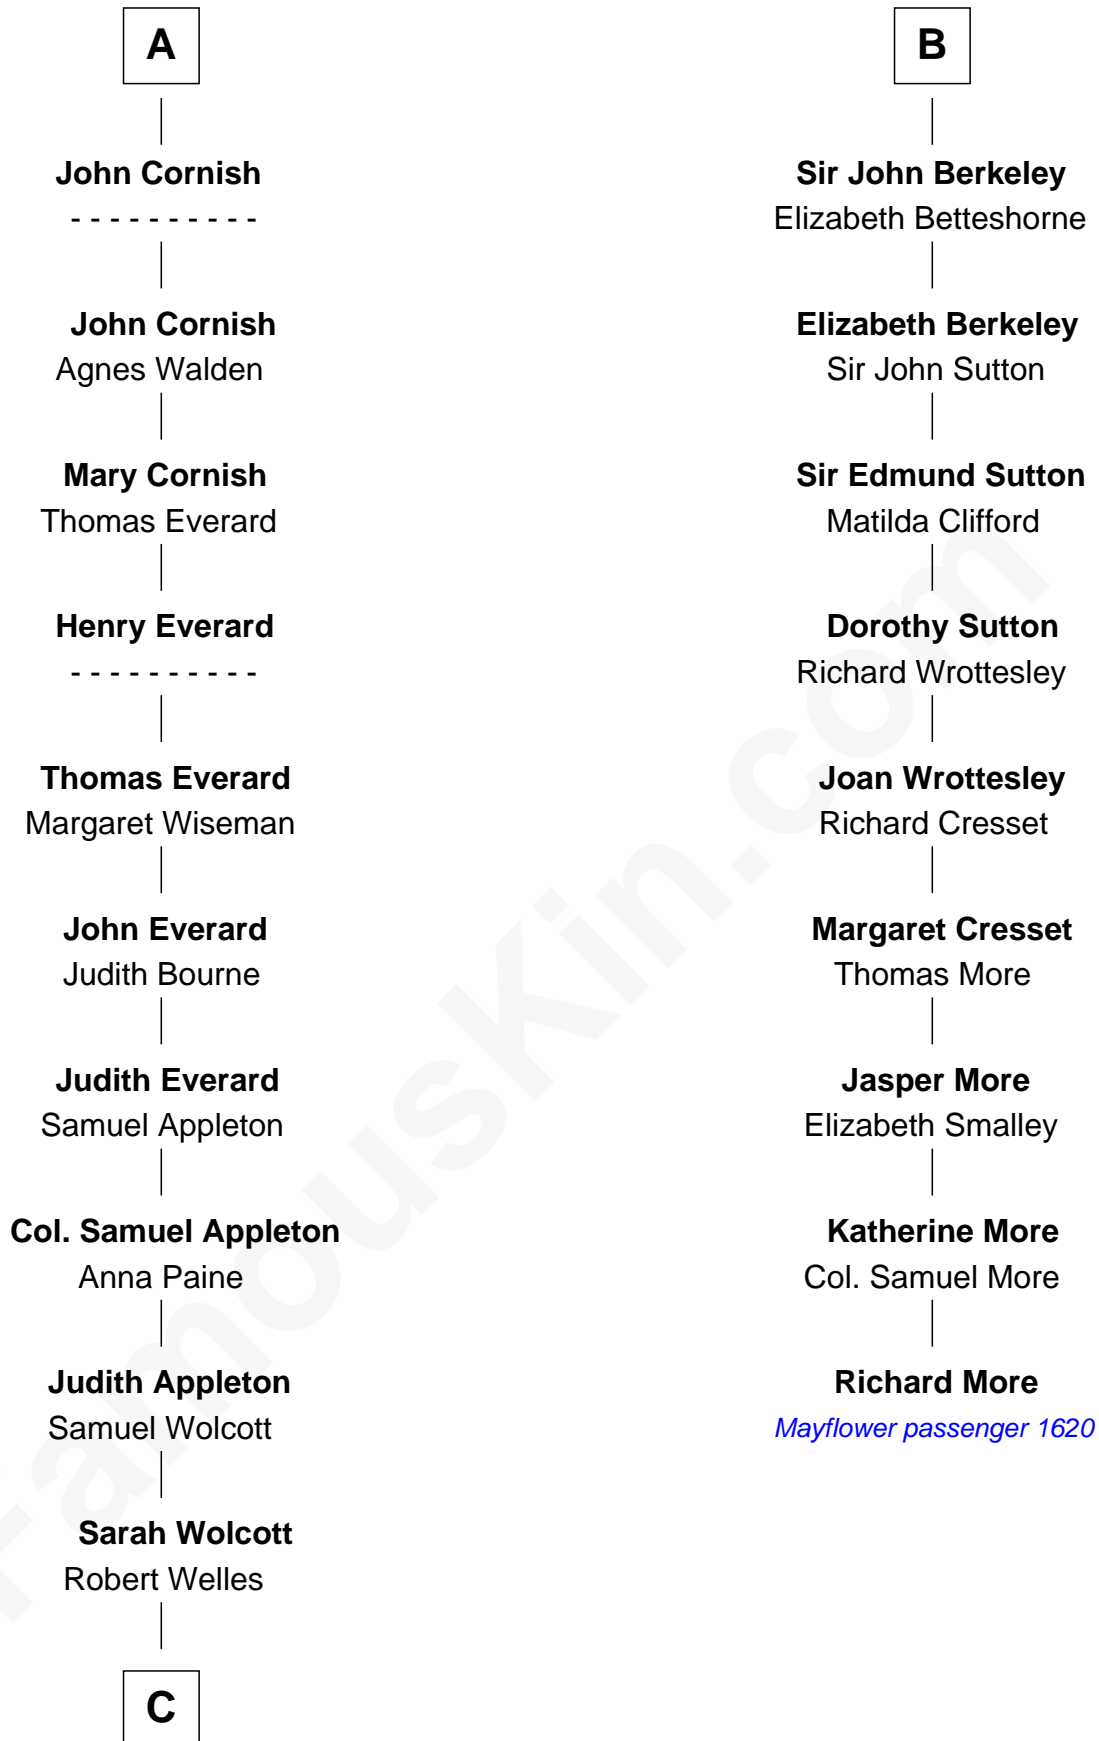 A
John Cornish
- - - - - - - - - -
John Cornish
Agnes Walden
Mary Cornish
Thomas Everard
Henry Everard
- - - - - - - - - -
Thomas Everard
Margaret Wiseman
John Everard
Judith Bourne
Judith Everard
Samuel Appleton
Col. Samuel Appleton
Anna Paine
Judith Appleton
Samuel Wolcott
Sarah Wolcott
Robert Welles
C
B
Sir John Berkeley
Elizabeth Betteshorne
Elizabeth Berkeley
Sir John Sutton
Sir Edmund Sutton
Matilda Clifford
Dorothy Sutton
Richard Wrottesley
Joan Wrottesley
Richard Cresset
Margaret Cresset
Thomas More
Jasper More
Elizabeth Smalley
Katherine More
Col. Samuel More
Richard More
Mayflower passenger 1620
FamousKin.com